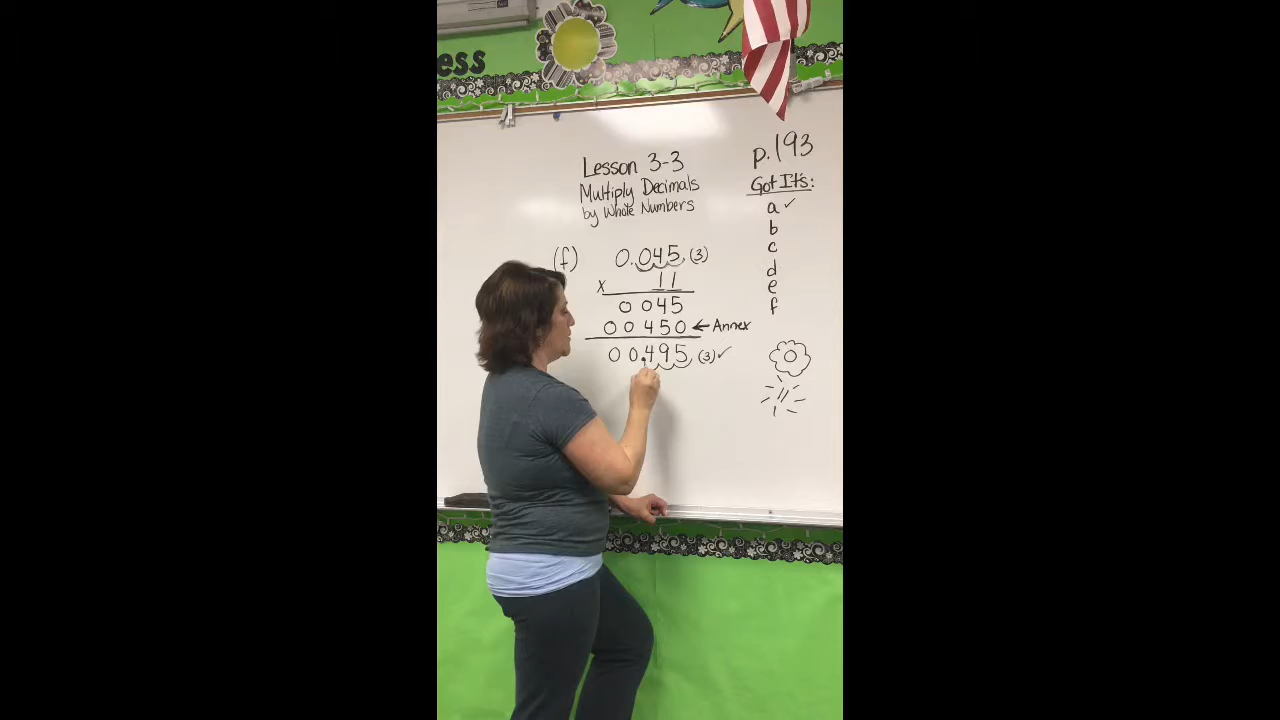 ess
Lesson 3-3
Multiply Decimals
by Whole Numbers
(f) 0.045 (3)
x 11
0045
00450 ← Annex
00.495 (3)✓
p.193
Got Its:
a ✓
b
c
d
e
f